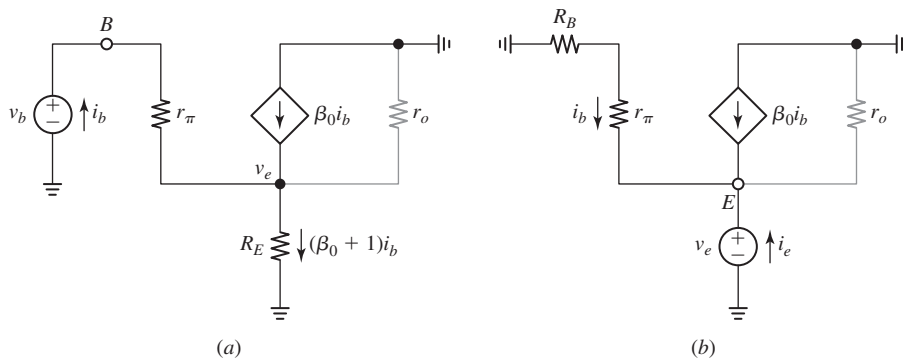 B
v_b
+
−
i_b
r_π
β_0 i_b
r_o
v_e
R_E
(β_0 + 1)i_b
(a)
R_B
i_b
r_π
β_0 i_b
r_o
E
v_e
+
−
i_e
(b)